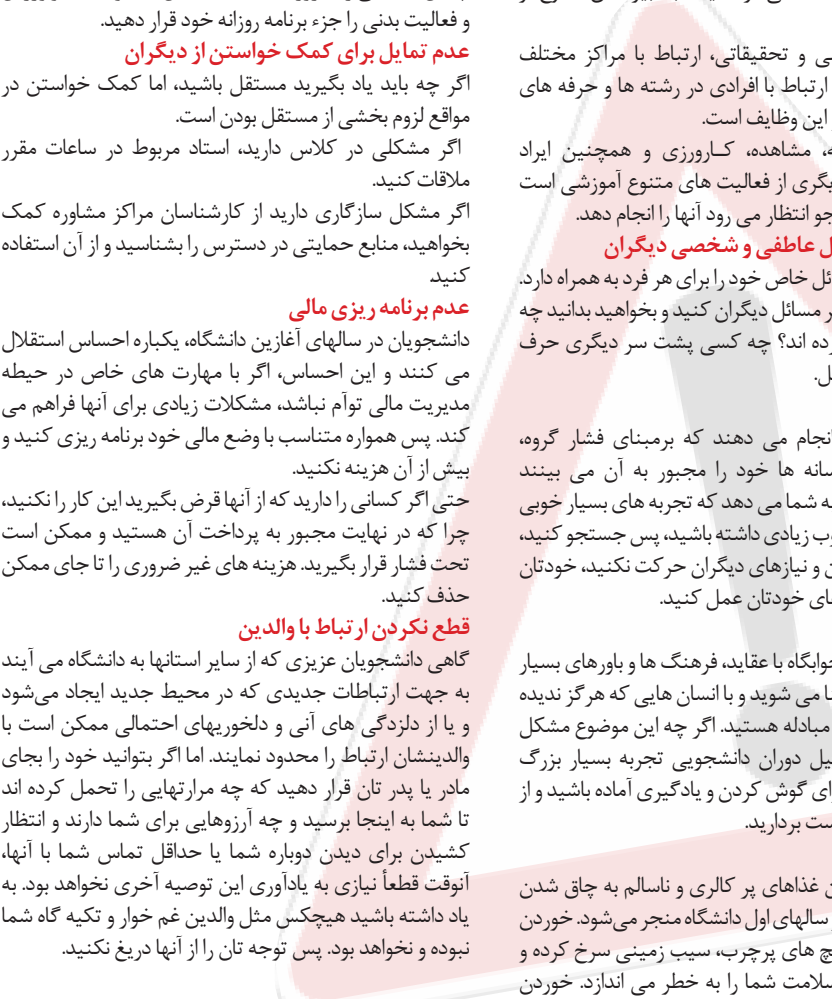 و فعالیت بدنی را جزء برنامه روزانه خود قرار دهید.
عدم تمایل برای کمک خواستن از دیگران
اگر چه باید یاد بگیرید مستقل باشید، اما کمک خواستن در
مواقع لزوم بخشی از مستقل بودن است.
اگر مشکلی در کلاس دارید، استاد مربوط در ساعات مقرر
ملاقات کنید.
اگر مشکل سازگاری دارید از کارشناسان مراکز مشاوره کمک
بخواهید، منابع حمایتی در دسترس را بشناسید و از آن استفاده
کنید.
عدم برنامه ریزی مالی
دانشجویان در سالهای آغازین دانشگاه، یکباره احساس استقلال
می کنند و این احساس، اگر با مهارت های خاص در حیطه
مدیریت مالی توأم نباشد، مشکلات زیادی برای آنها فراهم می
کند. پس همواره متناسب با وضع مالی خود برنامه ریزی کنید و
بیش از آن هزینه نکنید.
حتی اگر کسانی را دارید که از آنها قرض بگیرید این کار را نکنید،
چرا که در نهایت مجبور به پرداخت آن هستید و ممکن است
تحت فشار قرار بگیرید. هزینه های غیر ضروری را تا جای ممکن
حذف کنید.
قطع نکردن ارتباط با والدین
گاهی دانشجویان عزیزی که از سایر استانها به دانشگاه می آیند
به جهت ارتباطات جدیدی که در محیط جدید ایجاد می‌شود
و یا از دلزدگی های آنی و دلخوریهای احتمالی ممکن است با
والدینشان ارتباط را محدود نمایند. اما اگر بتوانید خود را بجای
مادر یا پدر تان قرار دهید که چه مرارتهایی را تحمل کرده اند
تا شما به اینجا برسید و چه آرزوهایی برای شما دارند و انتظار
کشیدن برای دیدن دوباره شما یا حداقل تماس شما با آنها،
آنوقت قطعأ نیازی به یادآوری این توصیه آخری نخواهد بود. به
یاد داشته باشید هیچکس مثل والدین غم خوار و تکیه گاه شما
نبوده و نخواهد بود. پس توجه تان را از آنها دریغ نکنید.
و تحقیقاتی، ارتباط با مراکز مختلف
ارتباط با افرادی در رشته ها و حرفه های
این وظایف است.
مشاهده، کـارورزی و همچنین ایراد
از فعالیت های متنوع آموزشی است
انتظار می رود آنها را انجام دهد.
عاطفی و شخصی دیگران
خاص خود را برای هر فرد به همراه دارد.
مسائل دیگران کنید و بخواهید بدانید چه
اند؟ چه کسی پشت سر دیگری حرف
انجام می دهند که برمبنای فشار گروه،
ها خود را مجبور به آن می بینند
شما می دهد که تجربه های بسیار خوبی
زیادی داشته باشید، پس جستجو کنید،
و نیازهای دیگران حرکت نکنید، خودتان
خودتان عمل کنید.
با عقاید، فرهنگ ها و باورهای بسیار
می شوید و با انسان هایی که هرگز ندیده
مبادله هستید. اگر چه این موضوع مشکل
دوران دانشجویی تجربه بسیار بزرگ
گوش کردن و یادگیری آماده باشید و از
بردارید.
غذاهای پر کالری و ناسالم به چاق شدن
سالهای اول دانشگاه منجر می‌شود. خوردن
های پرچرب، سیب زمینی سرخ کرده و
سلامت شما را به خطر می اندازد. خوردن